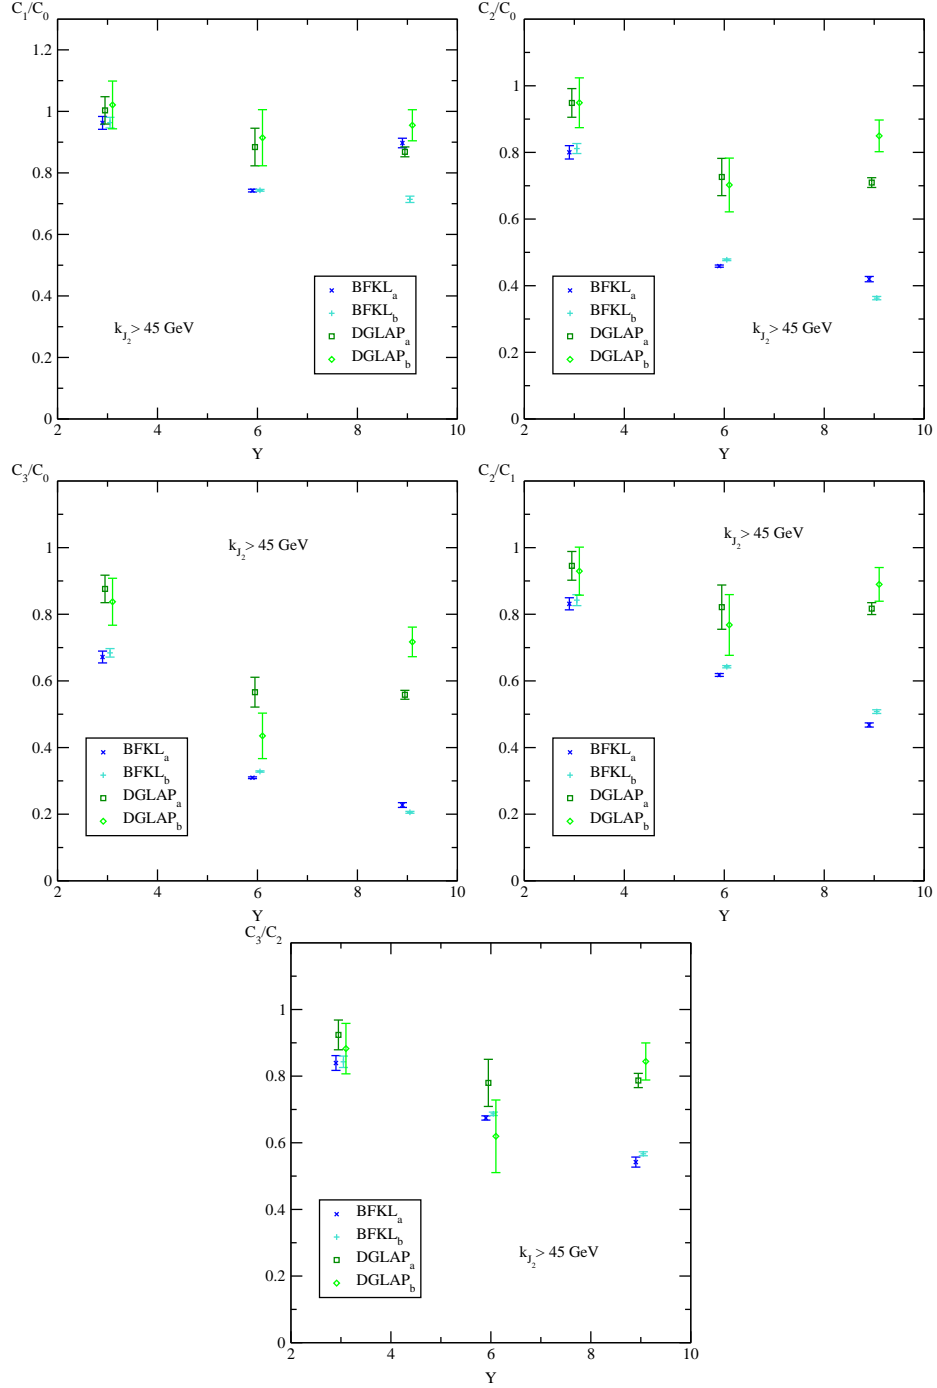 C1/C0
1.2
1
0.8
0.6
0.4
0.2
0
2 4 6 8 10
Y
kJ2 > 45 GeV
BFKLa
BFKLb
DGLAPa
DGLAPb
C2/C0
1
0.8
0.6
0.4
0.2
0
2 4 6 8 10
Y
kJ2 > 45 GeV
BFKLa
BFKLb
DGLAPa
DGLAPb
C3/C0
1
0.8
0.6
0.4
0.2
0
2 4 6 8 10
Y
kJ2 > 45 GeV
BFKLa
BFKLb
DGLAPa
DGLAPb
C2/C1
1
0.8
0.6
0.4
0.2
0
2 4 6 8 10
Y
kJ2 > 45 GeV
BFKLa
BFKLb
DGLAPa
DGLAPb
C3/C2
1
0.8
0.6
0.4
0.2
0
2 4 6 8 10
Y
BFKLa
BFKLb
DGLAPa
DGLAPb
kJ2 > 45 GeV